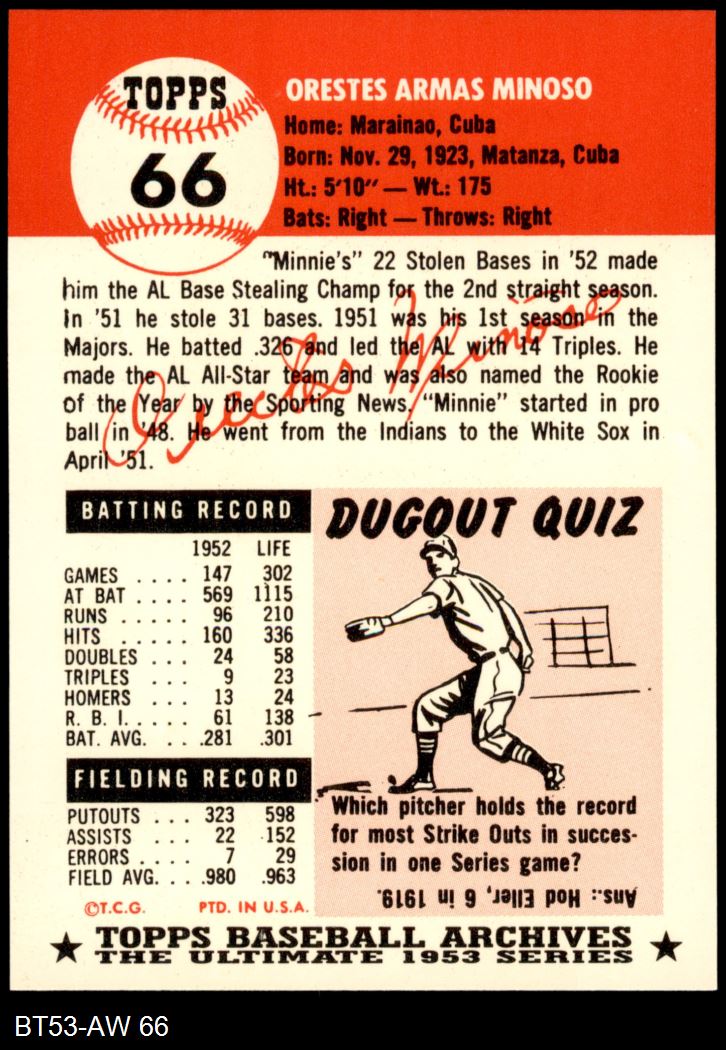 TOPPS
66
ORESTES ARMAS MINOSO
Home: Marainao, Cuba
Born: Nov. 29, 1923, Matanza, Cuba
Ht.: 5'10" — Wt.: 175
Bats: Right — Throws: Right
"Minnie's" 22 Stolen Bases in '52 made
him the AL Base Stealing Champ for the 2nd straight season.
In '51 he stole 31 bases. 1951 was his 1st season in the
Majors. He batted .326 and led the AL with 14 Triples. He
made the AL All-Star team and was also named the Rookie
of the Year by the Sporting News. "Minnie" started in pro
ball in '48. He went from the Indians to the White Sox in
April '51.
Orestes Minoso
BATTING RECORD
1952 LIFE
GAMES .... 147 302
AT BAT .... 569 1115
RUNS ..... 96 210
HITS ..... 160 336
DOUBLES ... 24 58
TRIPLES ... 9 23
HOMERS ... 13 24
R. B. I. .... 61 138
BAT. AVG. ... .281 .301
FIELDING RECORD
PUTOUTS ... 323 598
ASSISTS ... 22 152
ERRORS .... 7 29
FIELD AVG. ... .980 .963
©T.C.G. PTD. IN U.S.A.
DUGOUT QUIZ
Which pitcher holds the record
for most Strike Outs in succes-
sion in one Series game?
Ans.: Hod Eller, 6 in 1919.
★ TOPPS BASEBALL ARCHIVES ★
THE ULTIMATE 1953 SERIES
BT53-AW 66